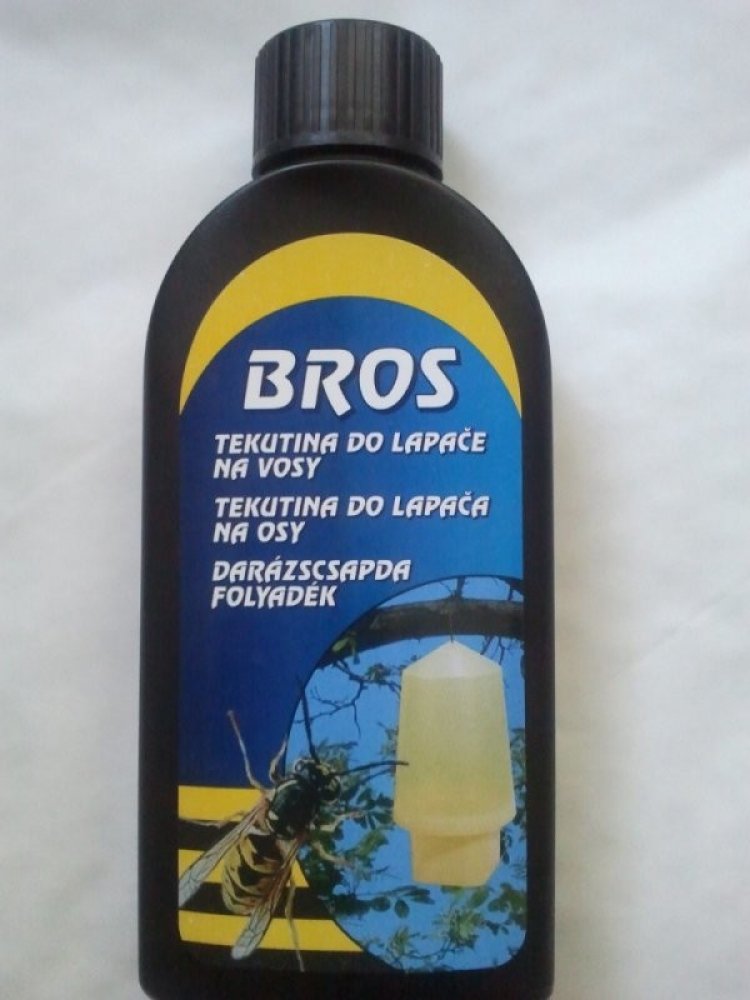 BROS
TEKUTINA DO LAPAČE
NA VOSY
TEKUTINA DO LAPAČA
NA OSY
DARÁZSCSAPDA
FOLYADÉK